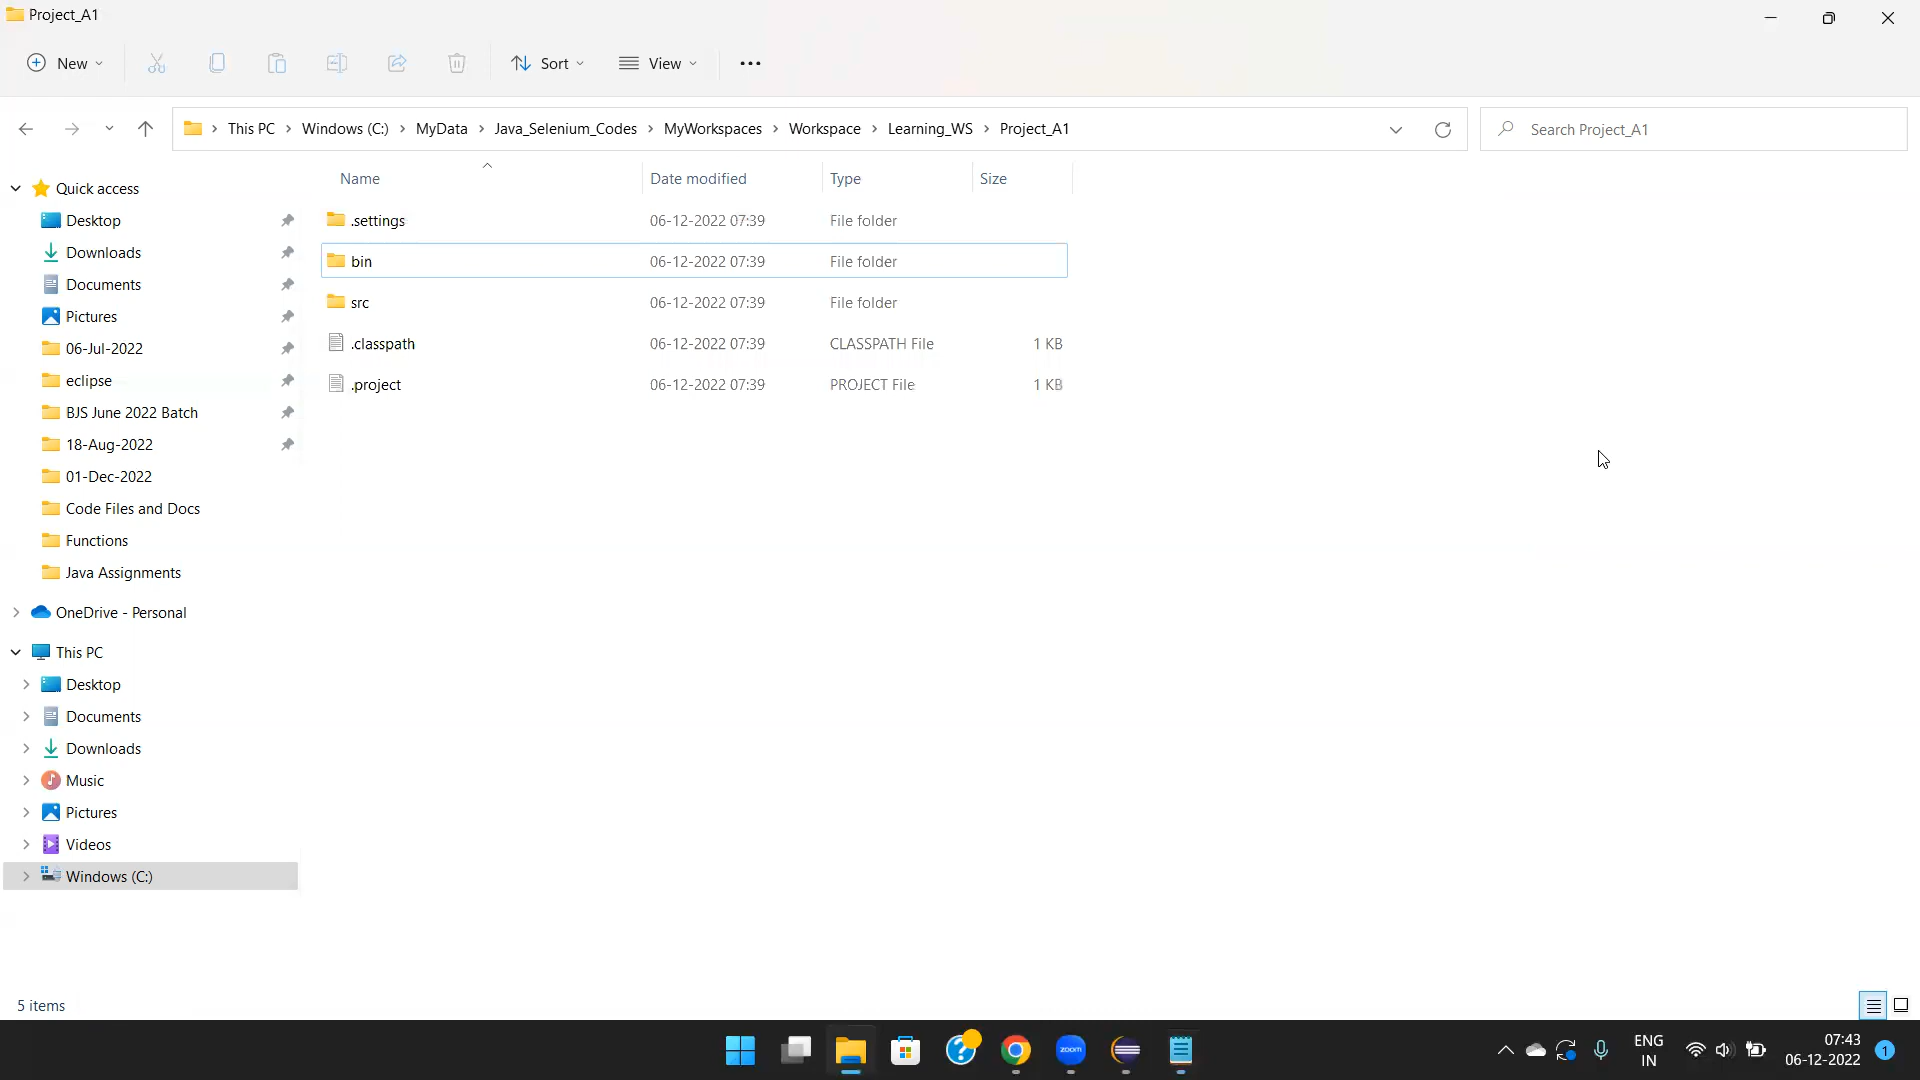 Project_A1
New Sort View
This PC Windows (C:) MyData Java_Selenium_Codes MyWorkspaces Workspace Learning_WS Project_A1
Search Project_A1
Name Date modified Type Size
.settings 06-12-2022 07:39 File folder
bin 06-12-2022 07:39 File folder
src 06-12-2022 07:39 File folder
.classpath 06-12-2022 07:39 CLASSPATH File 1 KB
.project 06-12-2022 07:39 PROJECT File 1 KB
Quick access
Desktop
Downloads
Documents
Pictures
06-Jul-2022
eclipse
BJS June 2022 Batch
18-Aug-2022
01-Dec-2022
Code Files and Docs
Functions
Java Assignments
OneDrive - Personal
This PC
Desktop
Documents
Downloads
Music
Pictures
Videos
Windows (C:)
5 items
zoom
ENG
IN
07:43
06-12-2022
1